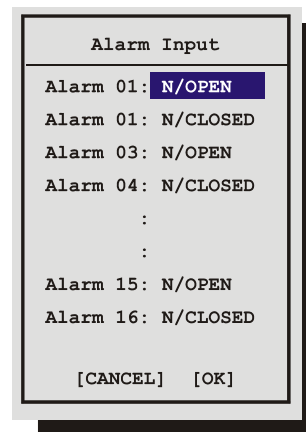 Alarm Input
Alarm 01: N/OPEN
Alarm 01: N/CLOSED
Alarm 03: N/OPEN
Alarm 04: N/CLOSED
:
:
Alarm 15: N/OPEN
Alarm 16: N/CLOSED
[CANCEL] [OK]